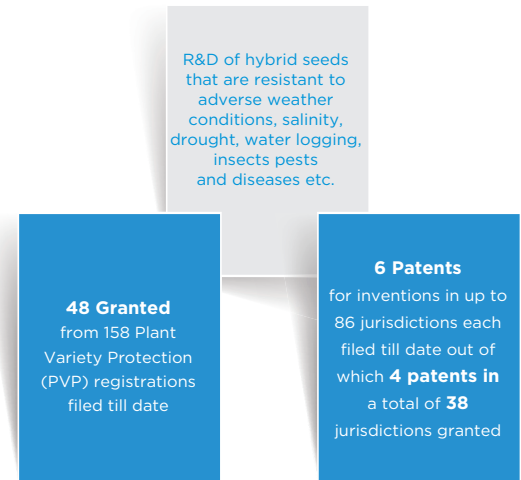 R&D of hybrid seeds
that are resistant to
adverse weather
conditions, salinity,
drought, water logging,
insects pests
and diseases etc.
48 Granted
from 158 Plant
Variety Protection
(PVP) registrations
filed till date
6 Patents
for inventions in up to
86 jurisdictions each
filed till date out of
which 4 patents in
a total of 38
jurisdictions granted